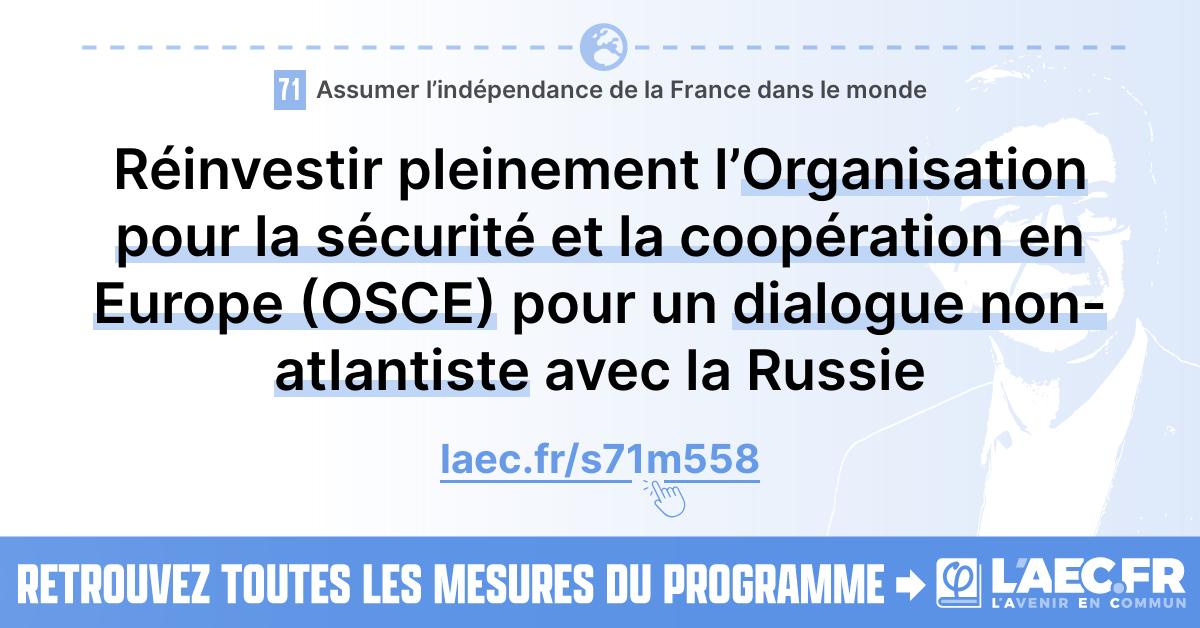 71 Assumer l’indépendance de la France dans le monde
Réinvestir pleinement l’Organisation
pour la sécurité et la coopération en
Europe (OSCE) pour un dialogue non-
atlantiste avec la Russie
laec.fr/s71m558
RETROUVEZ TOUTES LES MESURES DU PROGRAMME
φ L'AEC.FR
L'AVENIR EN COMMUN